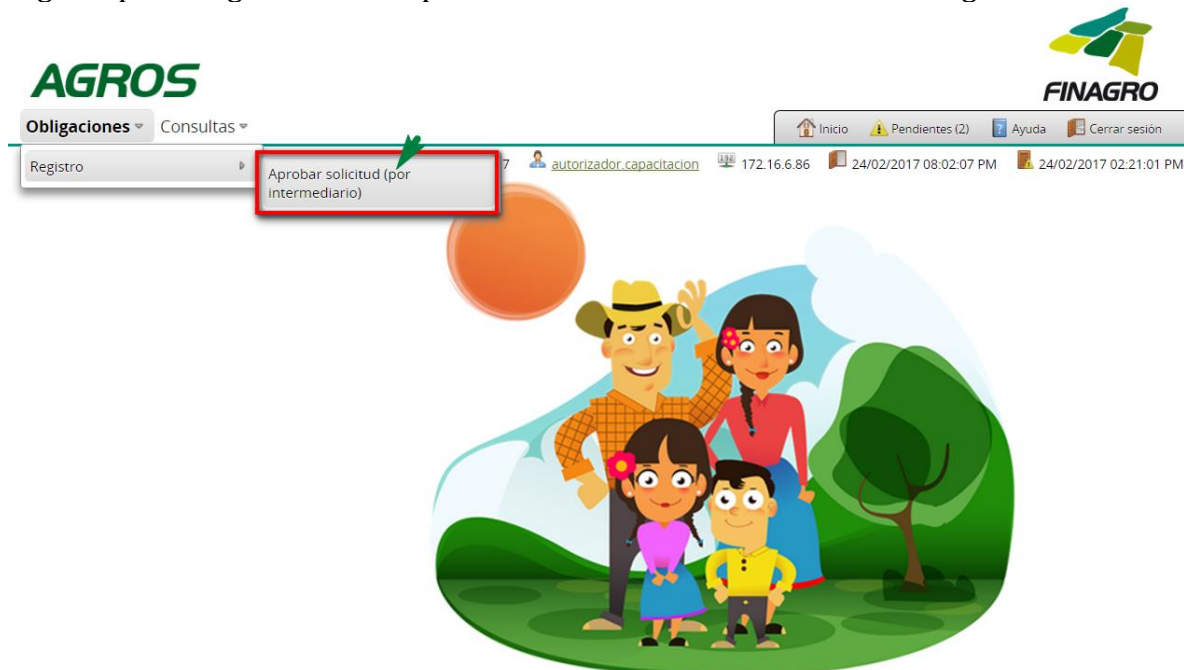 AGROS
FINAGRO
Obligaciones Consultas
Inicio Pendientes (2) Ayuda Cerrar sesión
Registro
7 autorizador.capacitacion 172.16.6.86 24/02/2017 08:02:07 PM 24/02/2017 02:21:01 PM
Aprobar solicitud (por
intermediario)